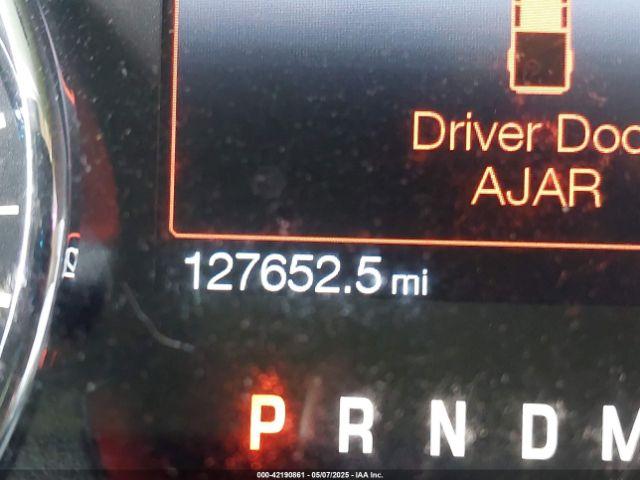 Driver Doo
AJAR
127652.5 mi
P R N D M
000-42190861 - 05/07/2025 - IAA Inc.